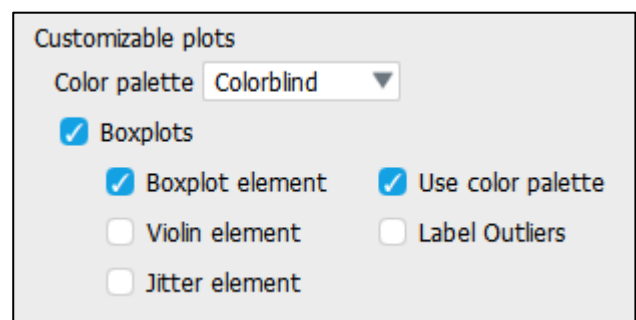 Customizable plots
Color palette Colorblind
Boxplots
Boxplot element Use color palette
Violin element Label Outliers
Jitter element